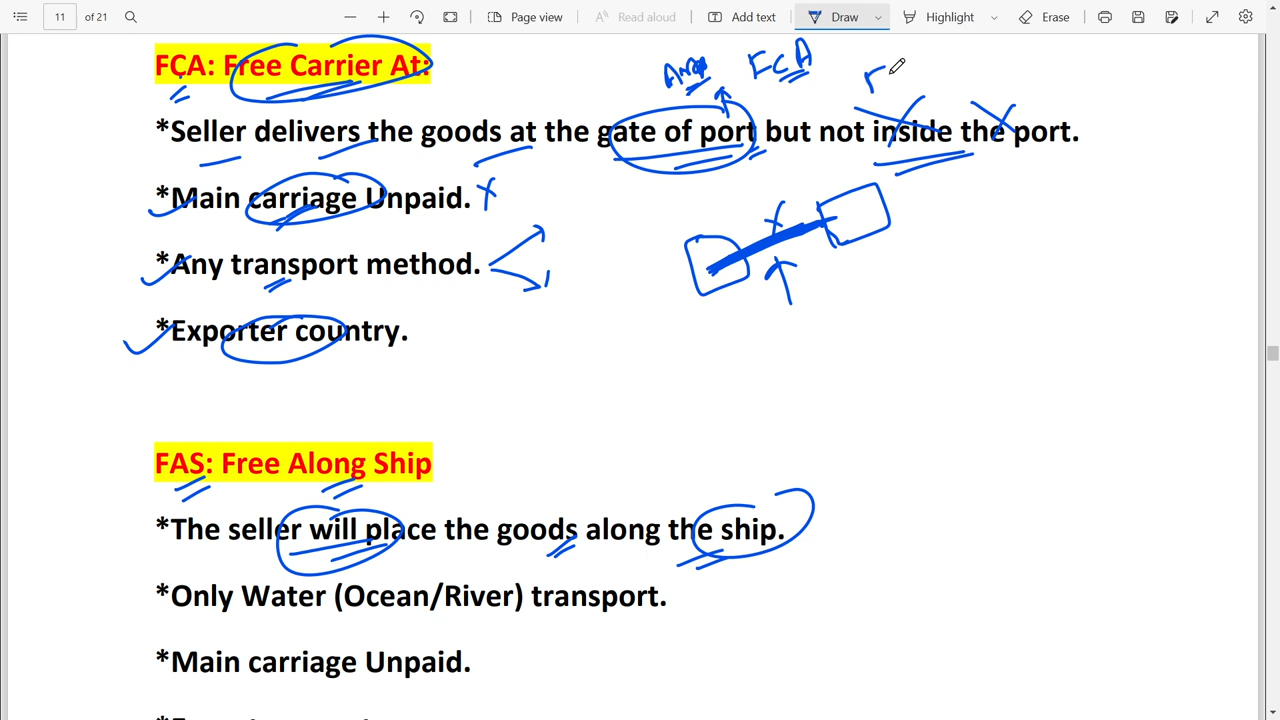 11 of 21
Page view
Read aloud
Add text
Draw
Highlight
Erase
FCA: Free Carrier At:
FCA
*Seller delivers the goods at the gate of port but not inside the port.
*Main carriage Unpaid.
*Any transport method.
*Exporter country.
FAS: Free Along Ship
*The seller will place the goods along the ship.
*Only Water (Ocean/River) transport.
*Main carriage Unpaid.